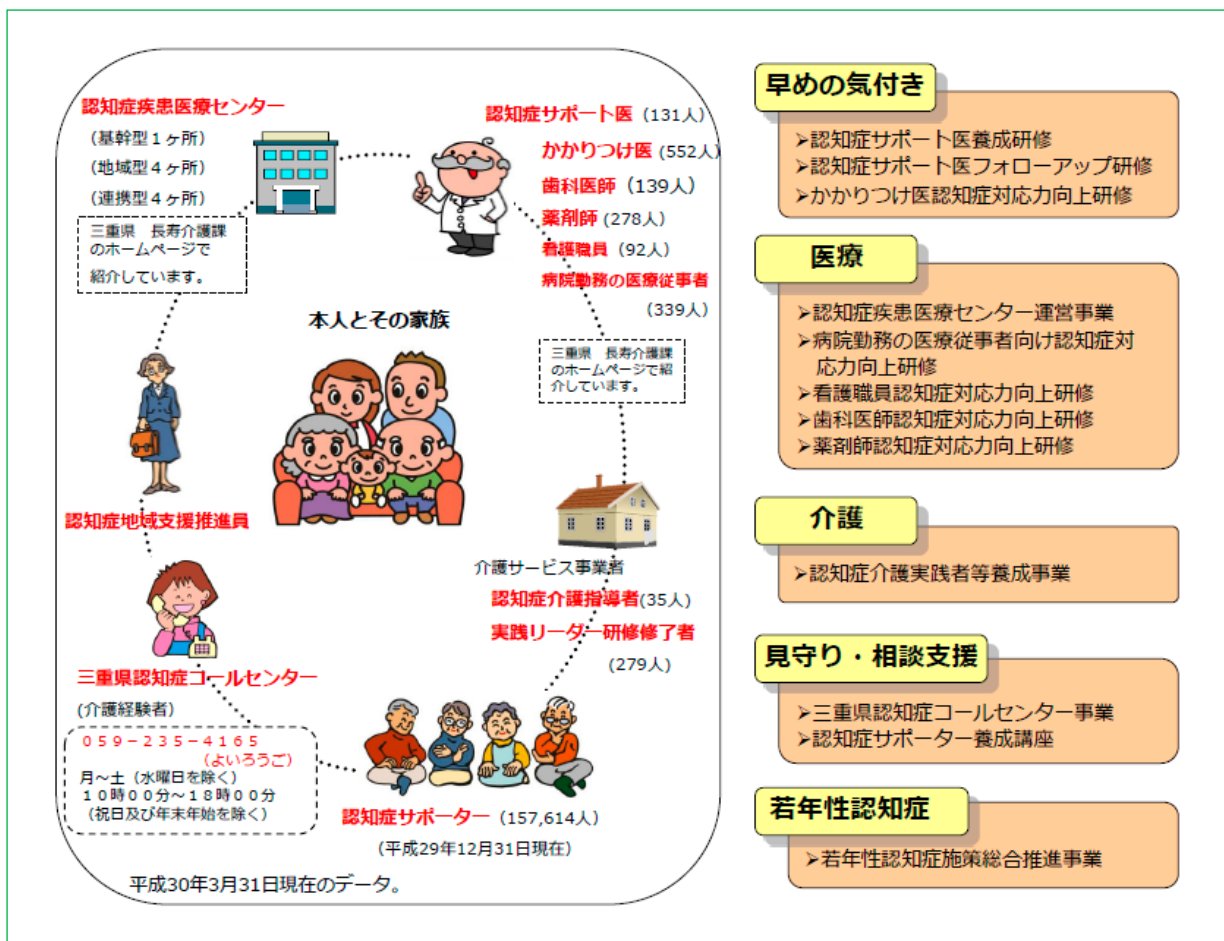 認知症疾患医療センター
（基幹型１ヶ所）
（地域型４ヶ所）
（連携型４ヶ所）
三重県　長寿介護課
のホームページで
紹介しています。
認知症サポート医（131人）
かかりつけ医（552人）
歯科医師（139人）
薬剤師（278人）
看護職員（92人）
病院勤務の医療従事者
（339人）
三重県　長寿介護課
のホームページで紹
介しています。
本人とその家族
認知症地域支援推進員
介護サービス事業者
認知症介護指導者(35人)
実践リーダー研修修了者
（279人）
三重県認知症コールセンター
(介護経験者)
０５９－２３５－４１６５
（よいろうご）
月～土（水曜日を除く）
１０時００分～１８時００分
（祝日及び年末年始を除く）
認知症サポーター（157,614人）
（平成29年12月31日現在）
平成30年3月31日現在のデータ。
早めの気付き
➢認知症サポート医養成研修
➢認知症サポート医フォローアップ研修
➢かかりつけ医認知症対応力向上研修
医療
➢認知症疾患医療センター運営事業
➢病院勤務の医療従事者向け認知症対
応力向上研修
➢看護職員認知症対応力向上研修
➢歯科医師認知症対応力向上研修
➢薬剤師認知症対応力向上研修
介護
➢認知症介護実践者等養成事業
見守り・相談支援
➢三重県認知症コールセンター事業
➢認知症サポーター養成講座
若年性認知症
➢若年性認知症施策総合推進事業